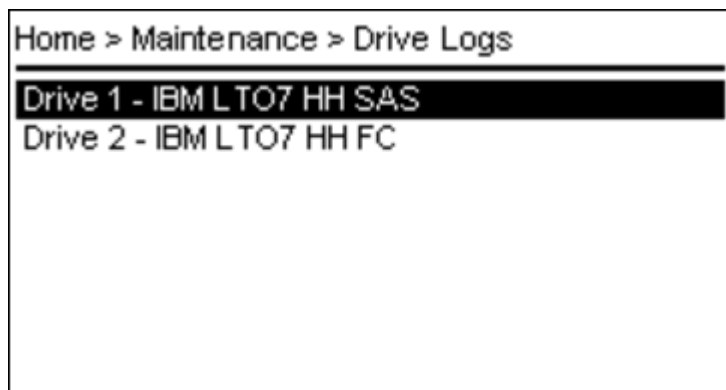 Home > Maintenance > Drive Logs
Drive 1 - IBM LTO7 HH SAS
Drive 2 - IBM LTO7 HH FC